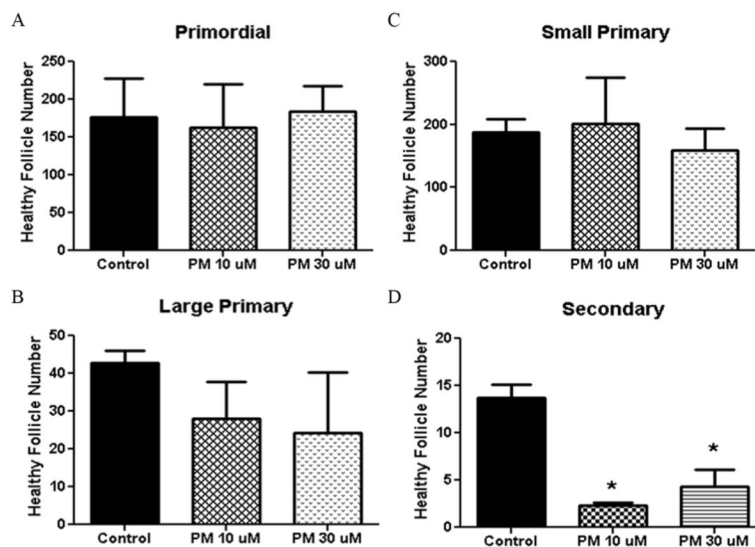 A
Primordial
Healthy Follicle Number
250
200
150
100
50
0
Control
PM 10 uM
PM 30 uM
C
Small Primary
Healthy Follicle Number
300
200
100
0
Control
PM 10 uM
PM 30 uM
B
Large Primary
Healthy Follicle Number
50
40
30
20
10
0
Control
PM 10 uM
PM 30 uM
D
Secondary
Healthy Follicle Number
20
15
10
5
0
*
*
Control
PM 10 uM
PM 30 uM